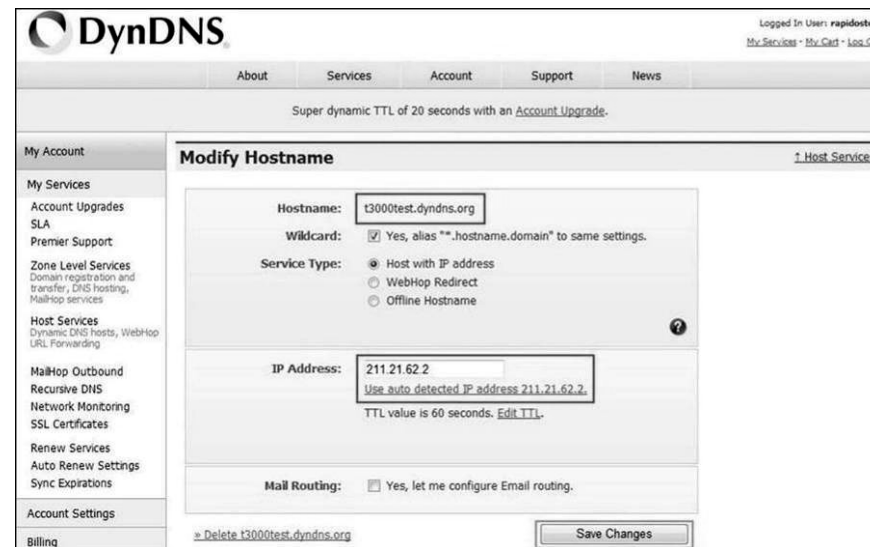 DynDNS
Logged In User: rapidoste
My Services - My Cart - Log O
About Services Account Support News
Super dynamic TTL of 20 seconds with an Account Upgrade.
My Account
My Services
Account Upgrades
SLA
Premier Support
Zone Level Services
Domain registration and
transfer, DNS hosting,
MailHop services
Host Services
Dynamic DNS hosts, WebHop
URL Forwarding
MailHop Outbound
Recursive DNS
Network Monitoring
SSL Certificates
Renew Services
Auto Renew Settings
Sync Expirations
Account Settings
Billing
Modify Hostname
↑ Host Service
Hostname: t3000test.dyndns.org
Wildcard: Yes, alias "*.hostname.domain" to same settings.
Service Type: Host with IP address
WebHop Redirect
Offline Hostname
?
IP Address: 211.21.62.2
Use auto detected IP address 211.21.62.2.
TTL value is 60 seconds. Edit TTL.
Mail Routing: Yes, let me configure Email routing.
» Delete t3000test.dyndns.org
Save Changes